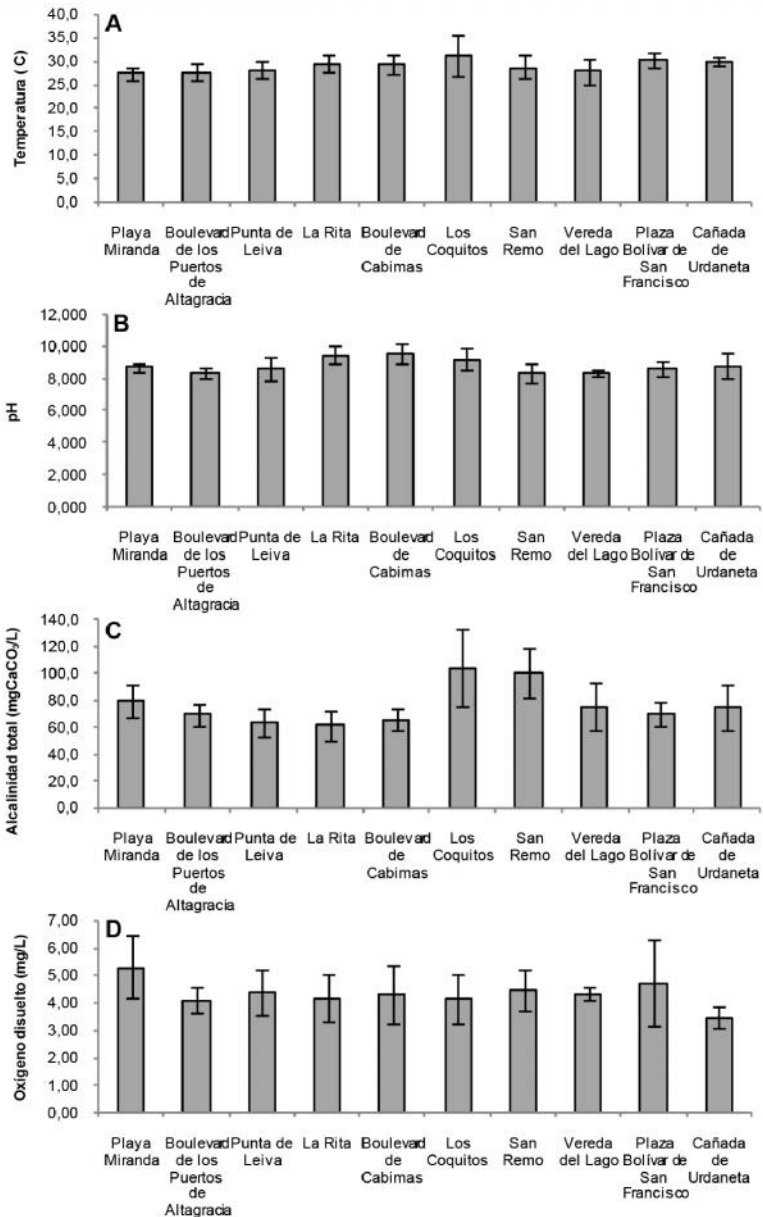 A
Temperatura ( C)
40,0
35,0
30,0
25,0
20,0
15,0
10,0
5,0
0,0
Playa Miranda
Boulevad de los Puertos de Altagracia
Punta de Leiva
La Rita
Boulevad de Cabimas
Los Coquitos
San Remo
Vereda del Lago
Plaza Bolívar de San Francisco
Cañada de Urdaneta
B
pH
12,000
10,000
8,000
6,000
4,000
2,000
0,000
Playa Miranda
Boulevad de los Puertos de Altagracia
Punta de Leiva
La Rita
Boulevad de Cabimas
Los Coquitos
San Remo
Vereda del Lago
Plaza Bolívar de San Francisco
Cañada de Urdaneta
C
Alcalinidad total (mgCaCO₃/L)
140,0
120,0
100,0
80,0
60,0
40,0
20,0
0,0
Playa Miranda
Boulevad de los Puertos de Altagracia
Punta de Leiva
La Rita
Boulevad de Cabimas
Los Coquitos
San Remo
Vereda del Lago
Plaza Bolívar de San Francisco
Cañada de Urdaneta
D
Oxígeno disuelto (mg/L)
7,00
6,00
5,00
4,00
3,00
2,00
1,00
0,00
Playa Miranda
Boulevad de los Puertos de Altagracia
Punta de Leiva
La Rita
Boulevad de Cabimas
Los Coquitos
San Remo
Vereda del Lago
Plaza Bolívar de San Francisco
Cañada de Urdaneta